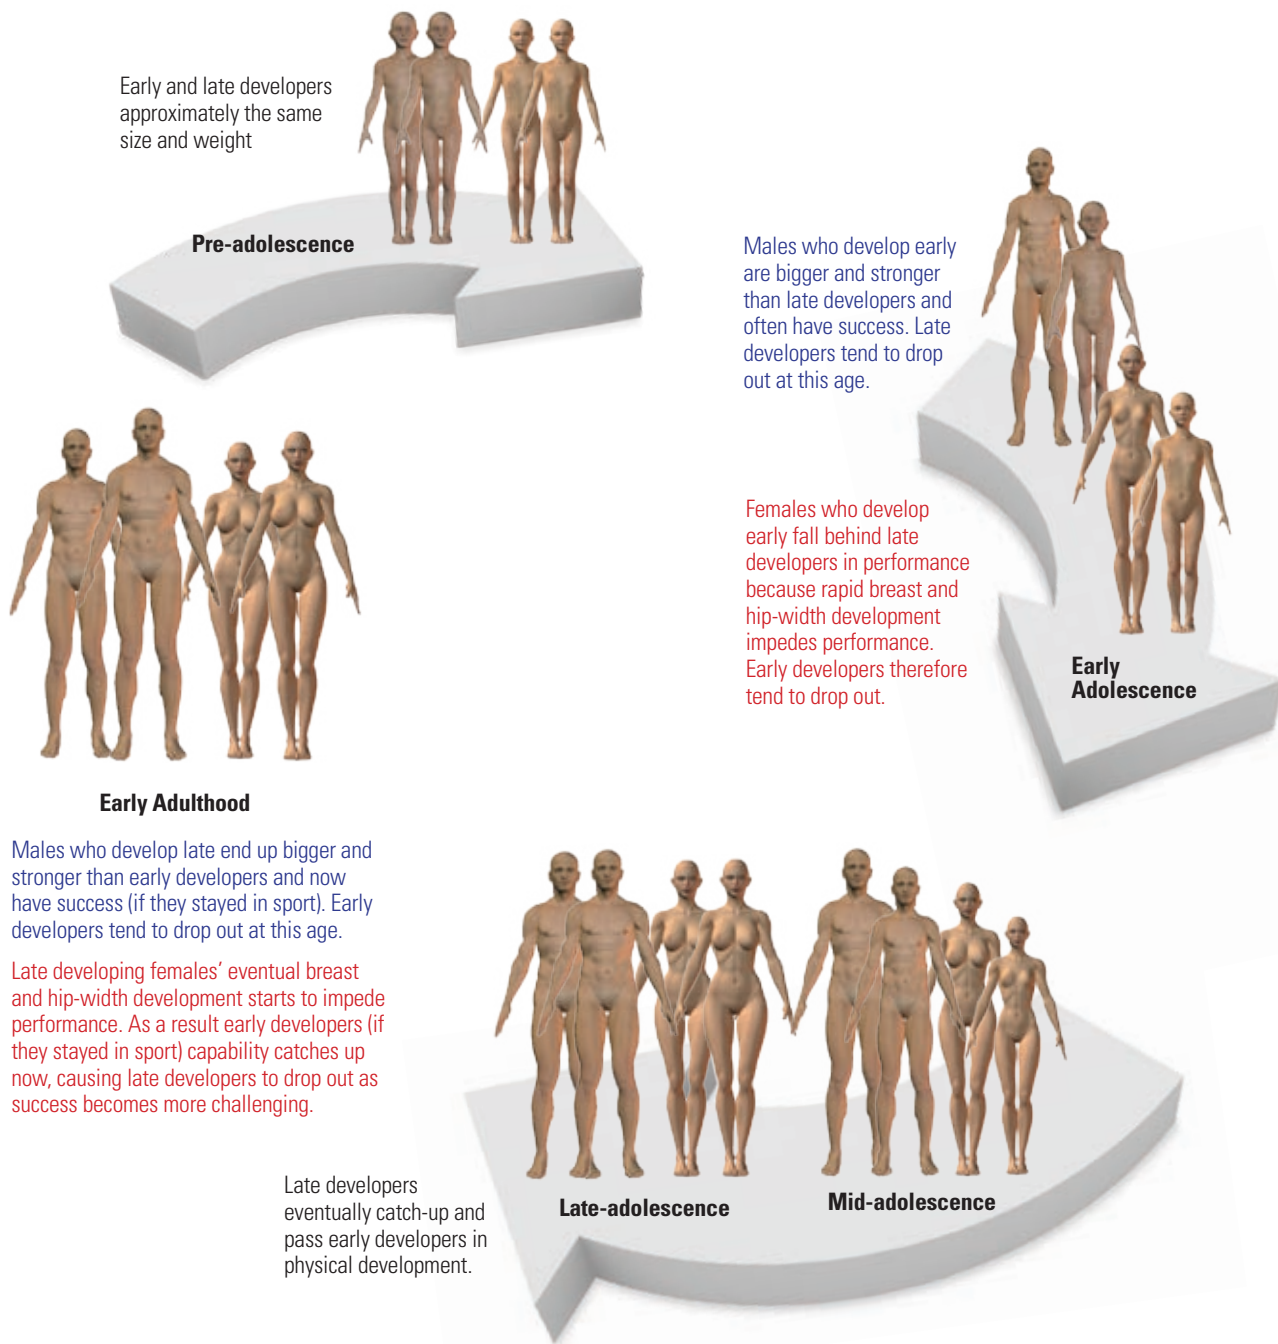 Early and late developers
approximately the same
size and weight
Pre-adolescence
Males who develop early
are bigger and stronger
than late developers and
often have success. Late
developers tend to drop
out at this age.
Females who develop
early fall behind late
developers in performance
because rapid breast and
hip-width development
impedes performance.
Early developers therefore
tend to drop out.
Early
Adolescence
Mid-adolescence
Late-adolescence
Late developers
eventually catch-up and
pass early developers in
physical development.
Early Adulthood
Males who develop late end up bigger and
stronger than early developers and now
have success (if they stayed in sport). Early
developers tend to drop out at this age.
Late developing females’ eventual breast
and hip-width development starts to impede
performance. As a result early developers (if
they stayed in sport) capability catches up
now, causing late developers to drop out as
success becomes more challenging.